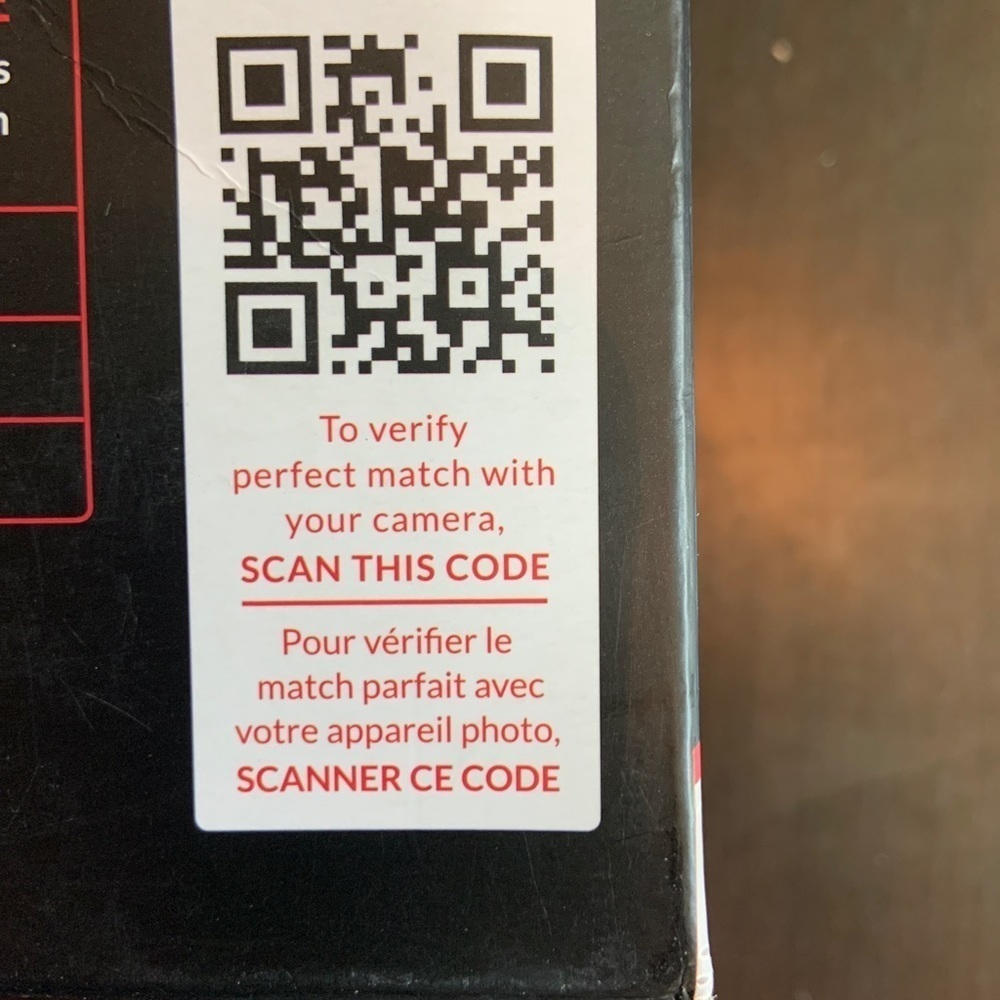 To verify
perfect match with
your camera,
SCAN THIS CODE
Pour vérifier le
match parfait avec
votre appareil photo,
SCANNER CE CODE